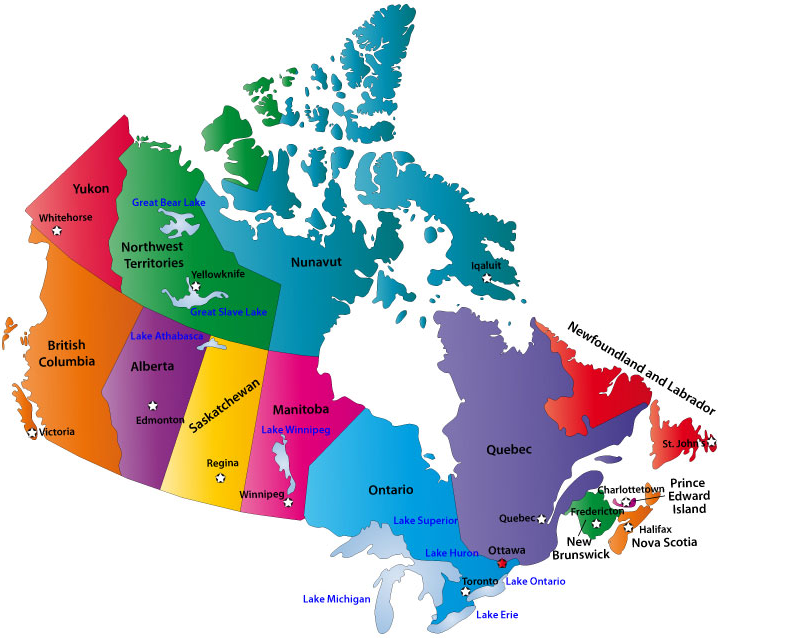 Yukon
Great Bear Lake
Whitehorse
Northwest
Territories
Nunavut
Iqaluit
Yellowknife
Great Slave Lake
Newfoundland and Labrador
Lake Athabasca
British
Columbia
Alberta
Saskatchewan
Manitoba
Edmonton
Victoria
Lake Winnipeg
St. John's
Quebec
Regina
Winnipeg
Ontario
Charlottetown
Prince
Edward
Island
Fredericton
Quebec
Lake Superior
Halifax
New
Brunswick
Nova Scotia
Lake Huron
Ottawa
Toronto
Lake Ontario
Lake Michigan
Lake Erie